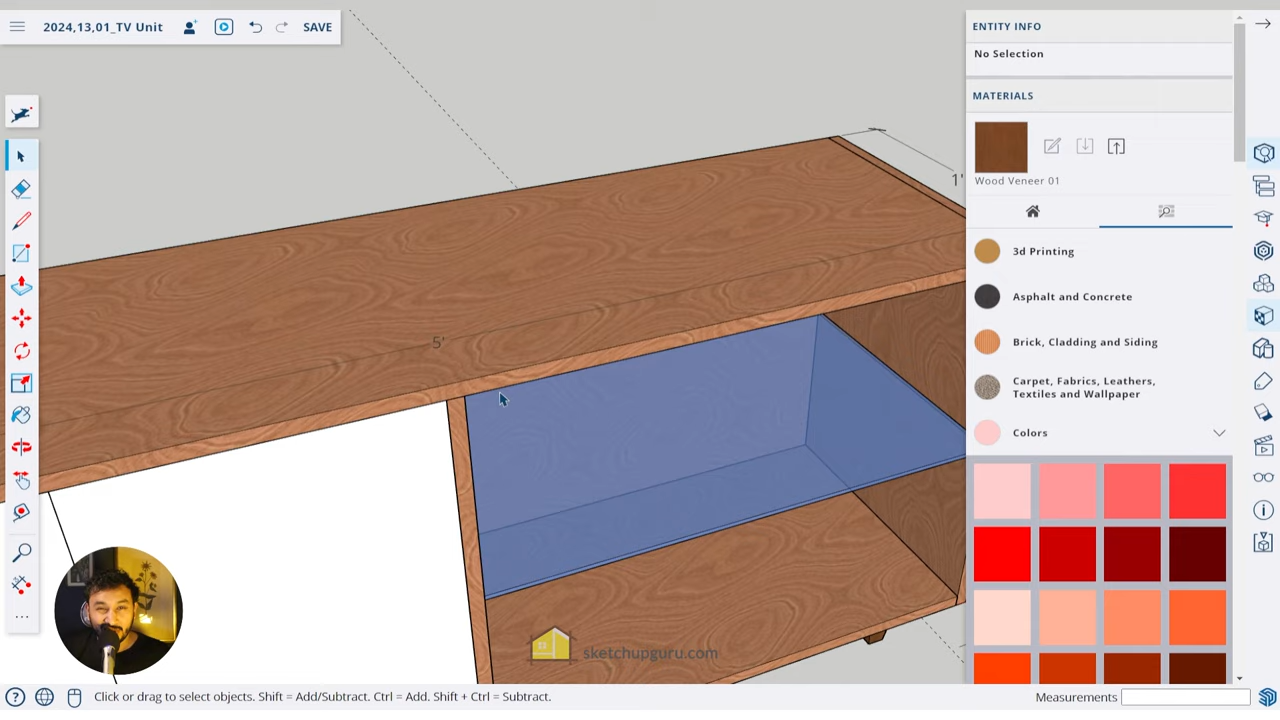 2024,13,01_TV Unit
SAVE
ENTITY INFO
No Selection
MATERIALS
Wood Veneer 01
3d Printing
Asphalt and Concrete
Brick, Cladding and Siding
Carpet, Fabrics, Leathers,
Textiles and Wallpaper
Colors
1'
5'
sketchupguru.com
Click or drag to select objects. Shift = Add/Subtract. Ctrl = Add. Shift + Ctrl = Subtract.
Measurements